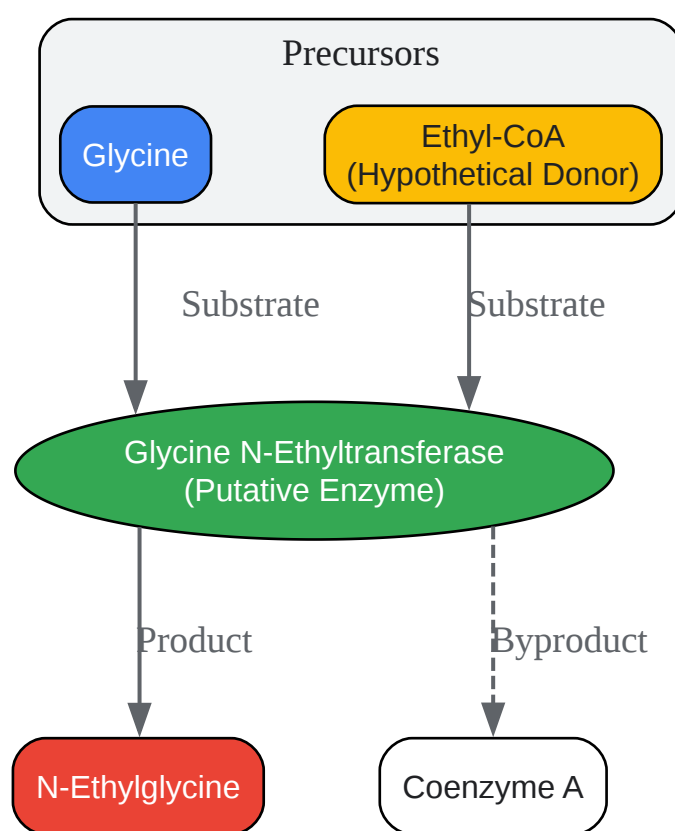 Precursors
Glycine
Ethyl-CoA
(Hypothetical Donor)
Substrate
Substrate
Glycine N-Ethyltransferase
(Putative Enzyme)
Product
Byproduct
N-Ethylglycine
Coenzyme A